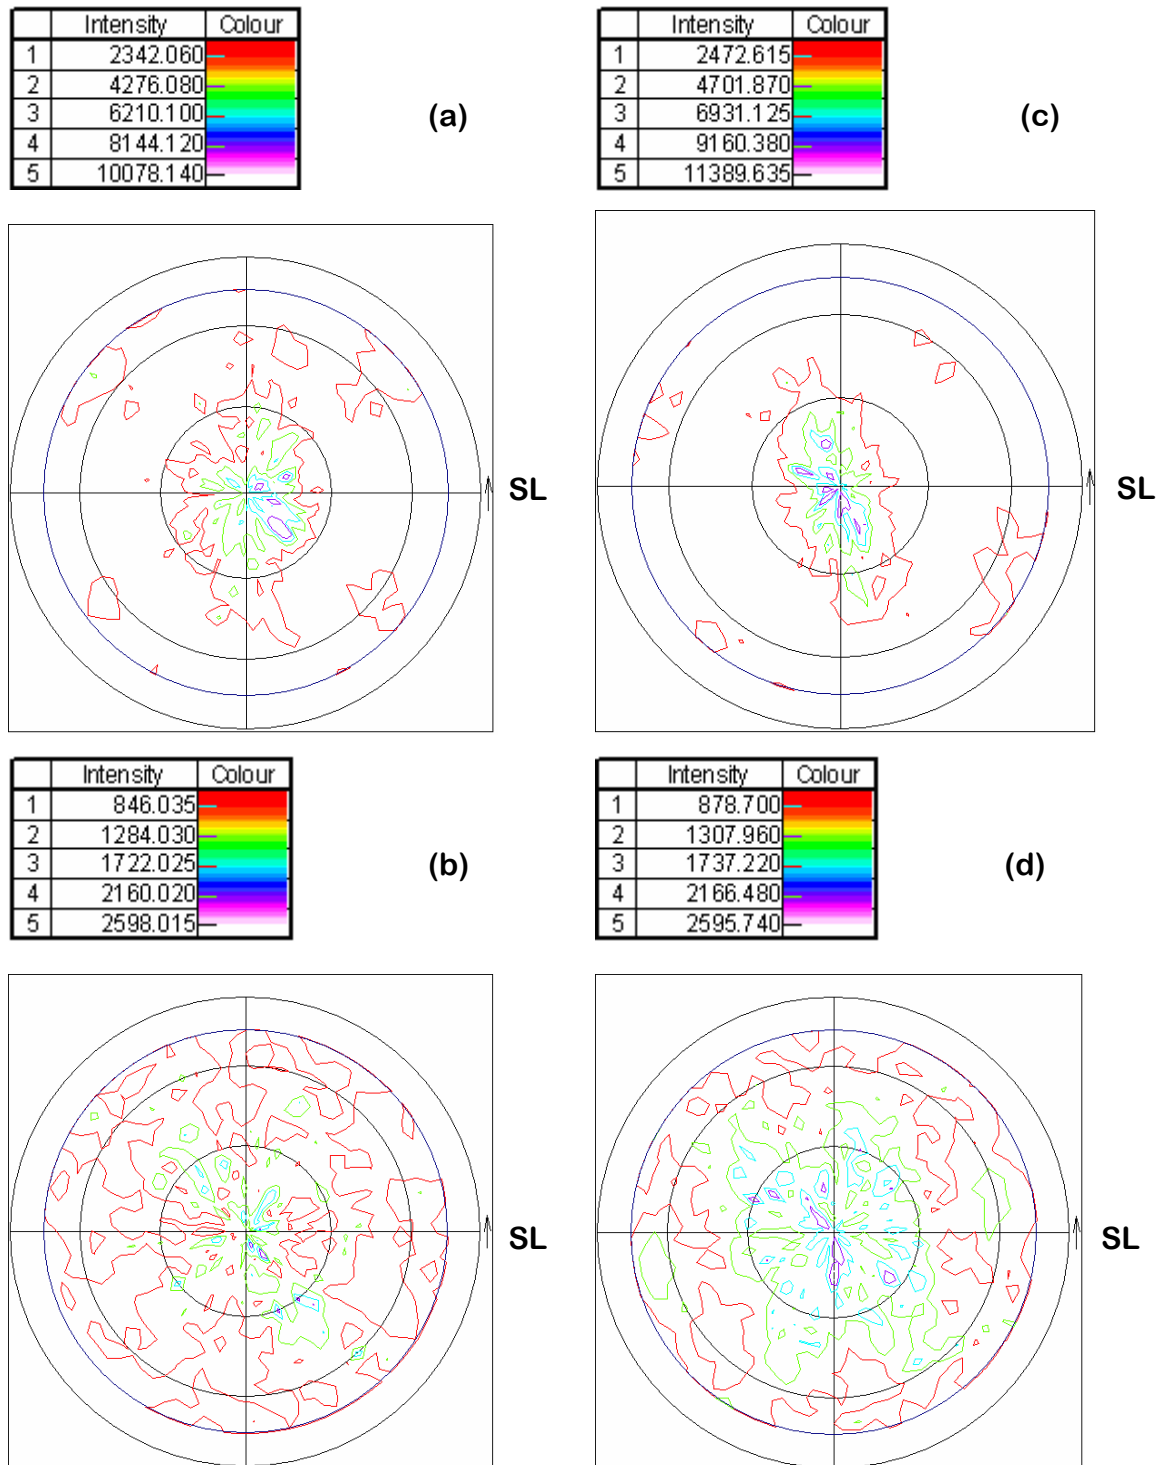 Intensity Colour
1 2342.060
2 4276.080
3 6210.100
4 8144.120
5 10078.140
(a)
SL
Intensity Colour
1 2472.615
2 4701.870
3 6931.125
4 9160.380
5 11389.635
(c)
SL
Intensity Colour
1 846.035
2 1284.030
3 1722.025
4 2160.020
5 2598.015
(b)
SL
Intensity Colour
1 878.700
2 1307.960
3 1737.220
4 2166.480
5 2595.740
(d)
SL